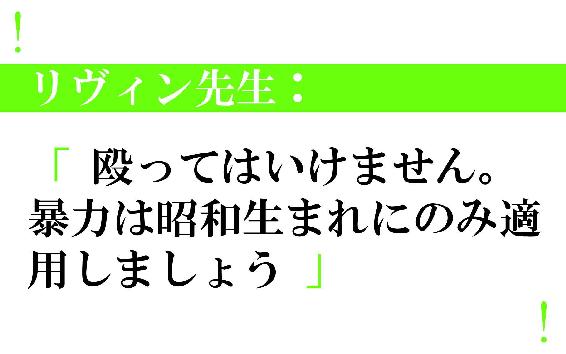 !
リヴィン先生：
「 殴ってはいけません。
暴力は昭和生まれにのみ適
用しましょう 」
!